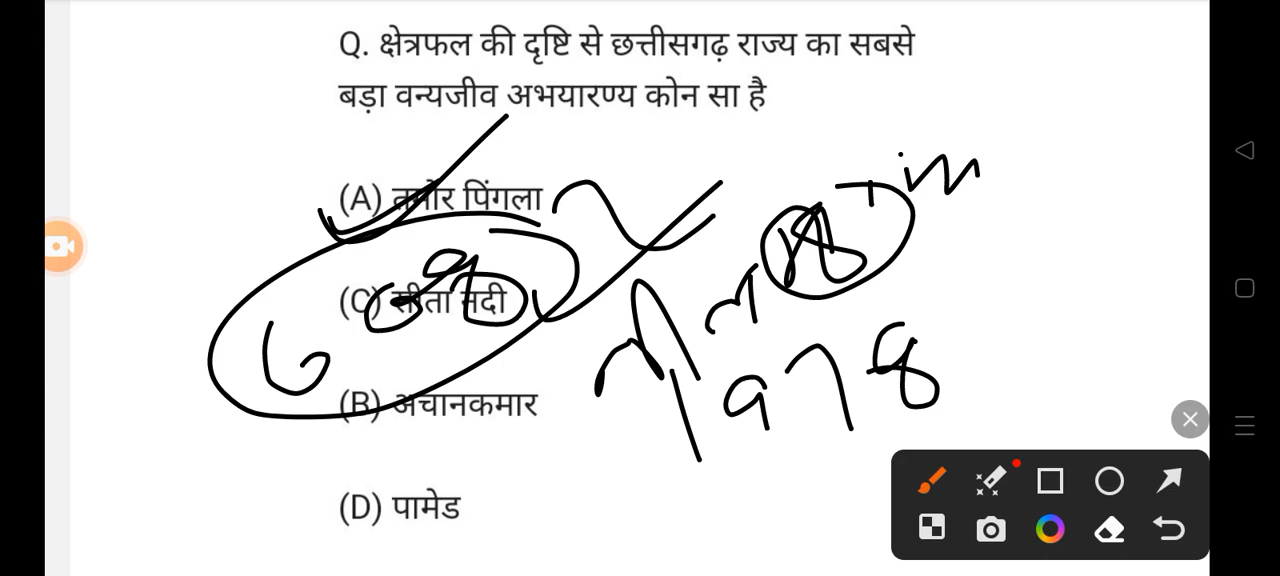 Q. क्षेत्रफल की दृष्टि से छत्तीसगढ़ राज्य का सबसे
बड़ा वन्यजीव अभयारण्य कोन सा है
(A) तमोर पिंगला
(C) सीता नदी
(B) अचानकमार
(D) पामेड
1978